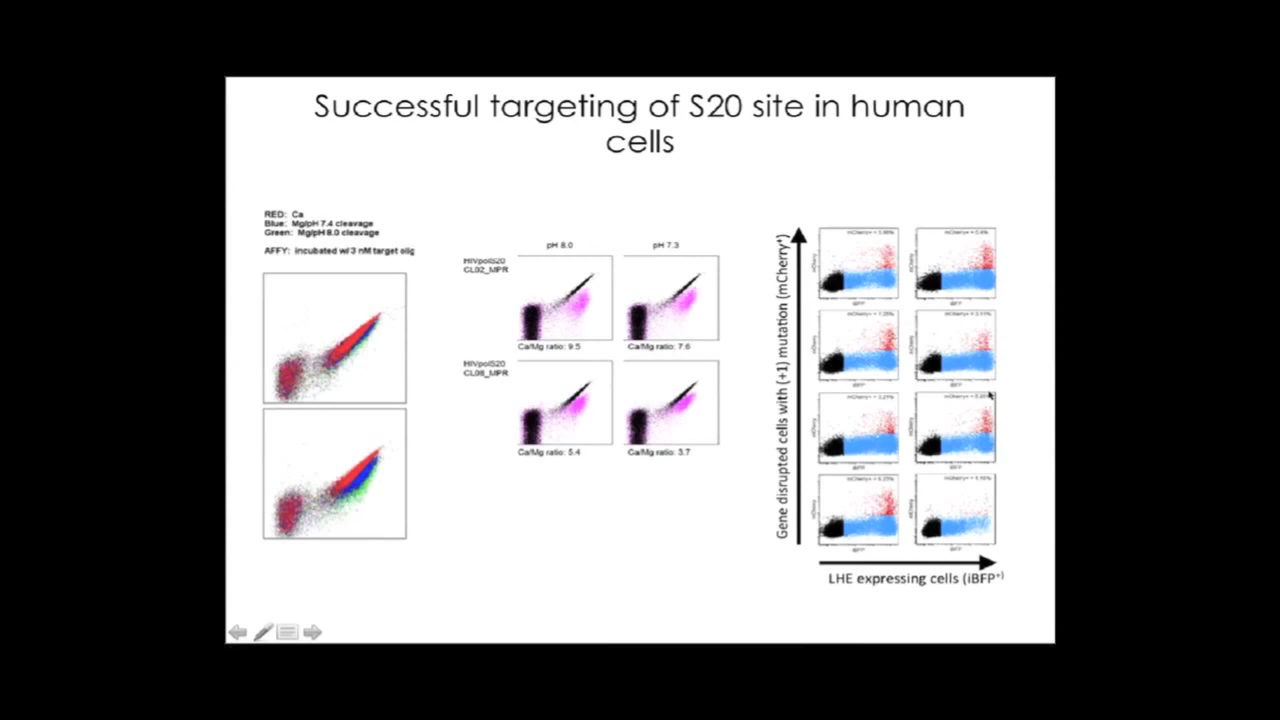 Successful targeting of S20 site in human
cells
RED: Ca
Blue: Mg/pH 7.4 cleavage
Green: Mg/pH 8.0 cleavage
AFFY: incubated w/3 nM target olig
pH 8.0
pH 7.3
HIVpolS20
CL02_MPR
Ca/Mg ratio: 9.5
Ca/Mg ratio: 7.6
HIVpolS20
CL08_MPR
Ca/Mg ratio: 5.4
Ca/Mg ratio: 3.7
Gene disrupted cells with (+1) mutation (mCherry⁺)
LHE expressing cells (iBFP⁺)